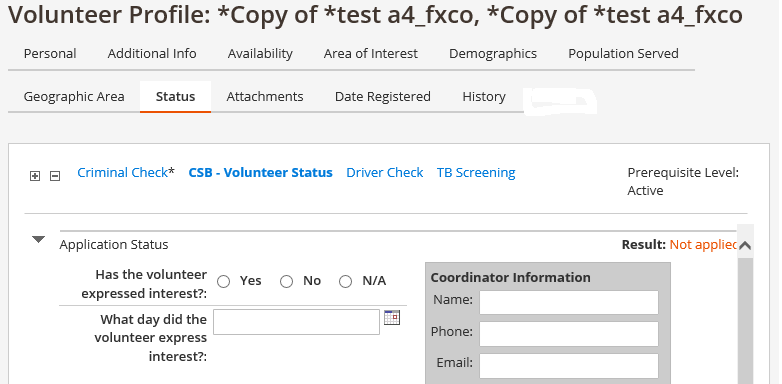 Volunteer Profile: *Copy of *test a4_fxco, *Copy of *test a4_fxco
Personal Additional Info Availability Area of Interest Demographics Population Served
Geographic Area Status Attachments Date Registered History
Criminal Check* CSB - Volunteer Status Driver Check TB Screening Prerequisite Level:
Active
Application Status Result: Not applied
Has the volunteer
expressed interest?: Yes No N/A
What day did the
volunteer express
interest?:
Coordinator Information
Name:
Phone:
Email: